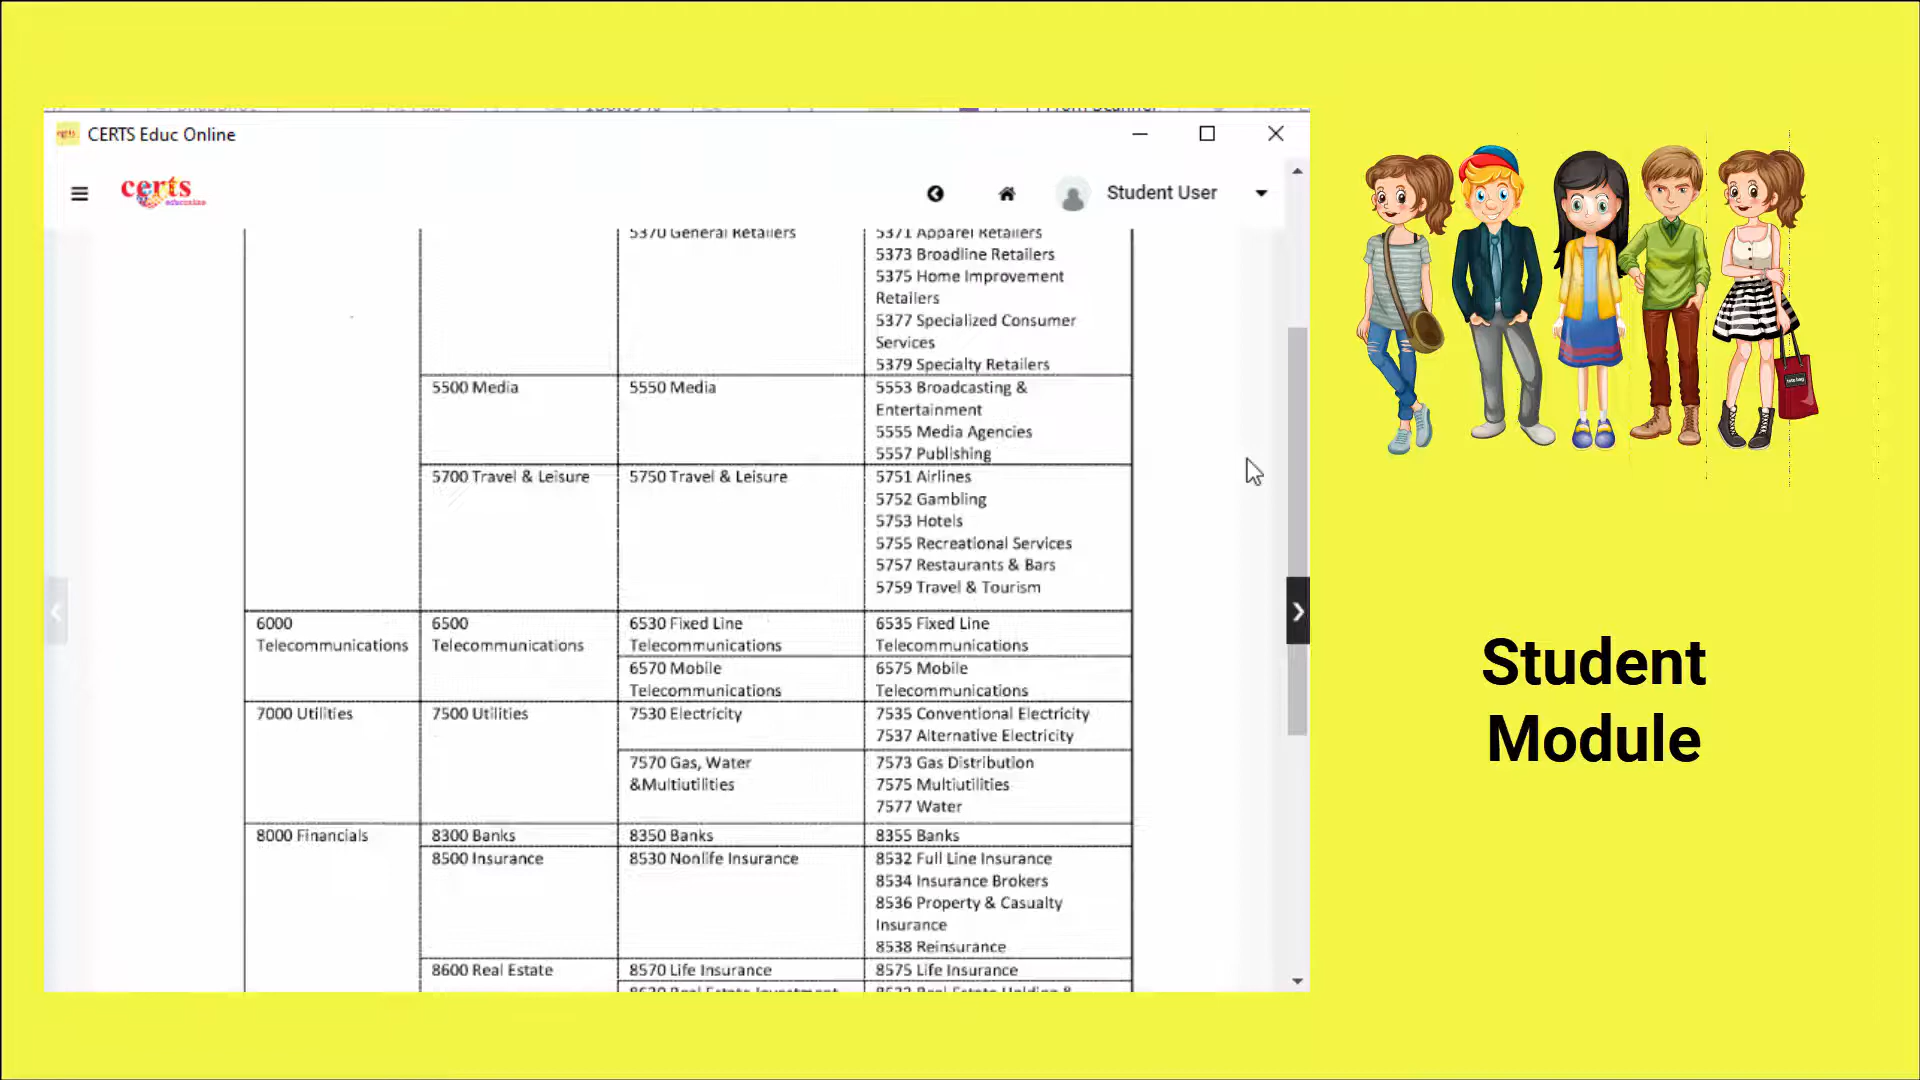 CERTS Educ Online
certs
educonline
Student User
5370 General Retailers
5371 Apparel Retailers
5373 Broadline Retailers
5375 Home Improvement
Retailers
5377 Specialized Consumer
Services
5379 Specialty Retailers
5500 Media
5550 Media
5553 Broadcasting &
Entertainment
5555 Media Agencies
5557 Publishing
5700 Travel & Leisure
5750 Travel & Leisure
5751 Airlines
5752 Gambling
5753 Hotels
5755 Recreational Services
5757 Restaurants & Bars
5759 Travel & Tourism
6000
Telecommunications
6500
Telecommunications
6530 Fixed Line
Telecommunications
6535 Fixed Line
Telecommunications
6570 Mobile
Telecommunications
6575 Mobile
Telecommunications
7000 Utilities
7500 Utilities
7530 Electricity
7535 Conventional Electricity
7537 Alternative Electricity
7570 Gas, Water
&Multiutilities
7573 Gas Distribution
7575 Multiutilities
7577 Water
8000 Financials
8300 Banks
8350 Banks
8355 Banks
8500 Insurance
8530 Nonlife Insurance
8532 Full Line Insurance
8534 Insurance Brokers
8536 Property & Casualty
Insurance
8538 Reinsurance
8600 Real Estate
8570 Life Insurance
8575 Life Insurance
Student
Module